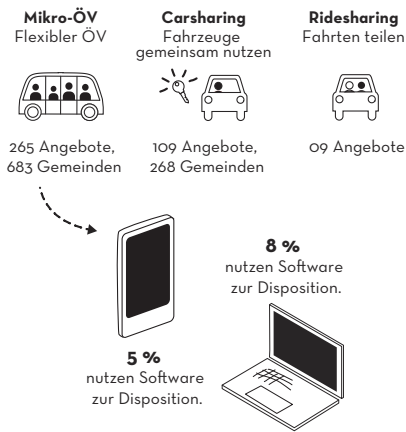 Mikro-ÖV
Flexibler ÖV
265 Angebote,
683 Gemeinden
Carsharing
Fahrzeuge
gemeinsam nutzen
109 Angebote,
268 Gemeinden
Ridesharing
Fahrten teilen
09 Angebote
8 %
nutzen Software
zur Disposition.
5 %
nutzen Software
zur Disposition.